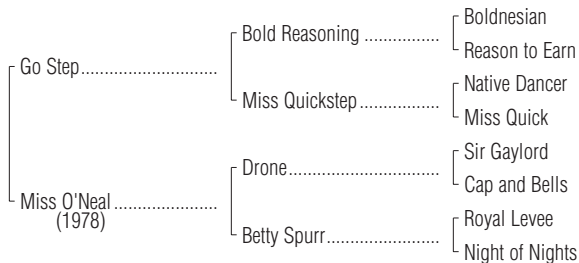 Boldnesian
Bold Reasoning ................
Reason to Earn
Go Step.............................
Native Dancer
Miss Quickstep .................
Miss Quick
Sir Gaylord
Drone................................
Cap and Bells
Miss O'Neal ......................
(1978)
Royal Levee
Betty Spurr........................
Night of Nights